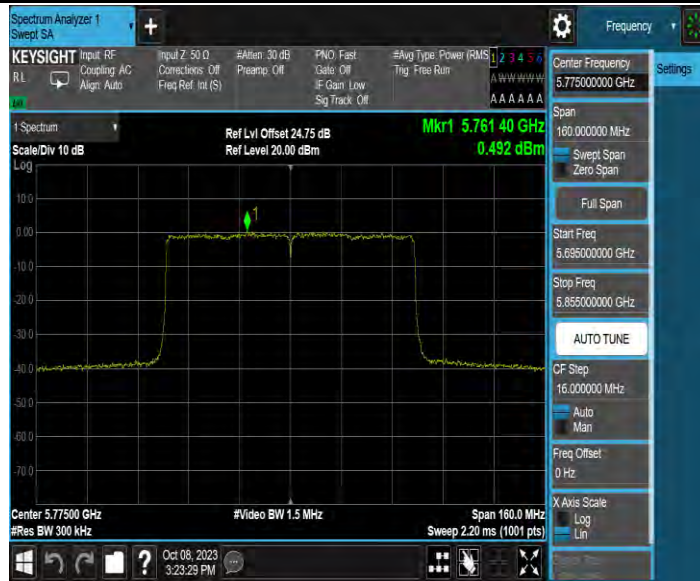 Spectrum Analyzer 1
Swept SA
Frequency
KEYSIGHT
RL
Input: RF
Coupling: AC
Align: Auto
Input Z: 50 Ω
Corrections: Off
Freq Ref: Int (S)
#Atten: 30 dB
Preamp: Off
PNO: Fast
Gate: Off
IF Gain: Low
Sig Track: Off
#Avg Type: Power (RMS
Trig: Free Run
1 2 3 4 5 6
A W W W W W
A A A A A A
1 Spectrum
Scale/Div 10 dB
Log
Ref Lvl Offset 24.75 dB
Ref Level 20.00 dBm
Mkr1 5.761 40 GHz
0.492 dBm
1
10.0
0.00
-10.0
-20.0
-30.0
-40.0
-50.0
-60.0
-70.0
Center 5.77500 GHz
#Res BW 300 kHz
#Video BW 1.5 MHz
Span 160.0 MHz
Sweep 2.20 ms (1001 pts)
Center Frequency
5.775000000 GHz
Settings
Span
160.000000 MHz
Swept Span
Zero Span
Full Span
Start Freq
5.695000000 GHz
Stop Freq
5.855000000 GHz
AUTO TUNE
CF Step
16.000000 MHz
Auto
Man
Freq Offset
0 Hz
X Axis Scale
Log
Lin
Oct 08, 2023
3:23:29 PM